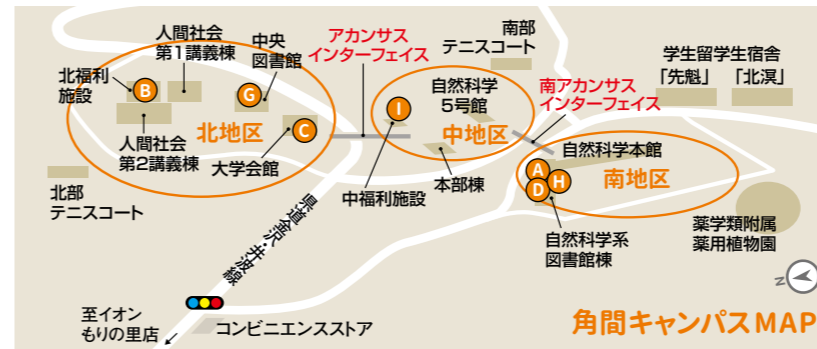 人間社会
第1講義棟
中央
図書館
アカンサス
インターフェイス
南部
テニスコート
学生留学生宿舎
「先魁」
「北溟」
北福利
施設
B
G
C
I
自然科学
5号館
南アカンサス
インターフェイス
人間社会
第2講義棟
北地区
大学会館
中地区
自然科学本館
A
D
H
南地区
北部
テニスコート
中福利施設
本部棟
自然科学系
図書館棟
薬学類附属
薬用植物園
県道金沢・井波線
N
至イオン
もりの里店
コンビニエンスストア
角間キャンパスMAP